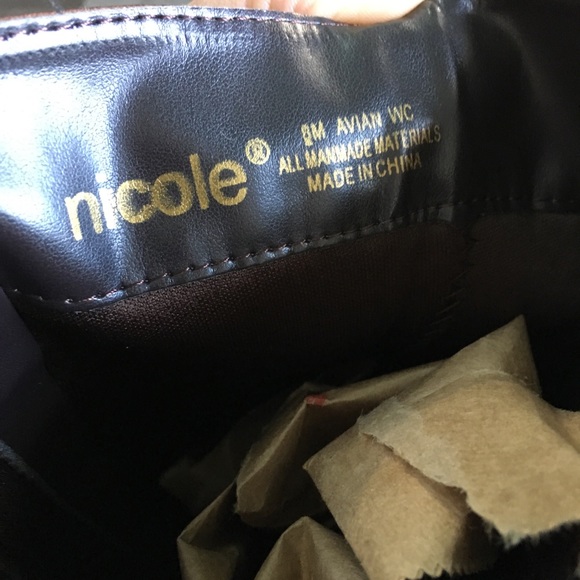 nicole®
8M AVIAN WC
ALL MANMADE MATERIALS
MADE IN CHINA